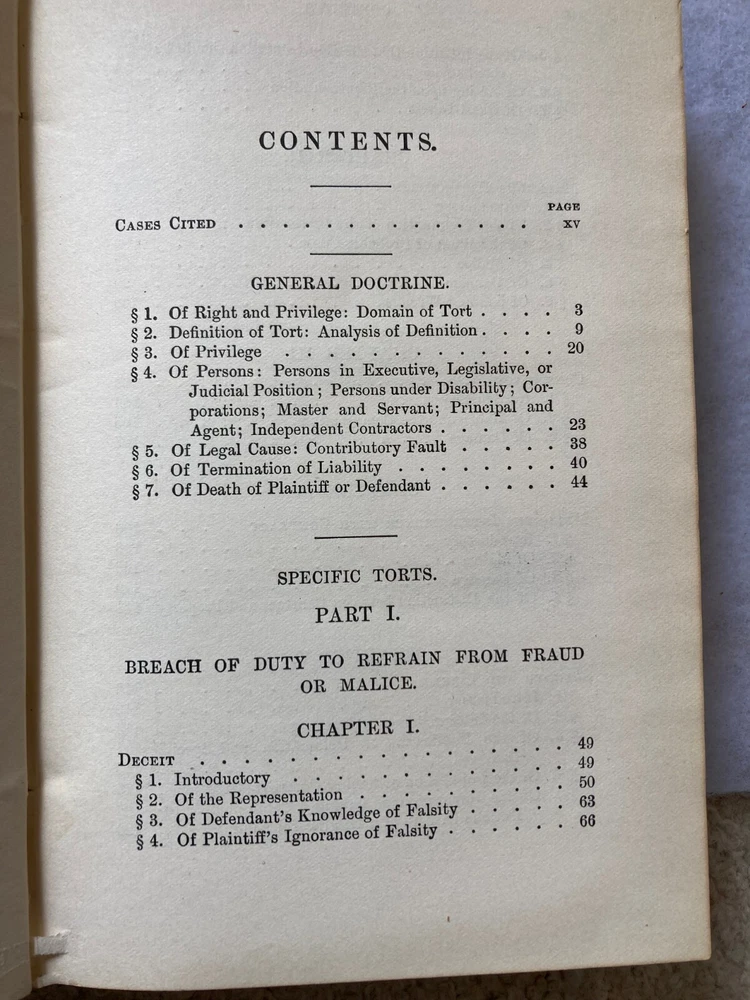 CONTENTS.
PAGE
CASES CITED . . . . . . . . . . . . . . XV
GENERAL DOCTRINE.
§ 1. Of Right and Privilege: Domain of Tort . . . . 3
§ 2. Definition of Tort: Analysis of Definition . . . . 9
§ 3. Of Privilege . . . . . . . . . . . . . 20
§ 4. Of Persons: Persons in Executive, Legislative, or
Judicial Position; Persons under Disability; Cor-
porations; Master and Servant; Principal and
Agent; Independent Contractors . . . . . . 23
§ 5. Of Legal Cause: Contributory Fault . . . . . 38
§ 6. Of Termination of Liability . . . . . . . . 40
§ 7. Of Death of Plaintiff or Defendant . . . . . . 44
SPECIFIC TORTS.
PART I.
BREACH OF DUTY TO REFRAIN FROM FRAUD
OR MALICE.
CHAPTER I.
DECEIT . . . . . . . . . . . . . . . . 49
§ 1. Introductory . . . . . . . . . . . . 49
§ 2. Of the Representation . . . . . . . . . . 50
§ 3. Of Defendant's Knowledge of Falsity . . . . . 63
§ 4. Of Plaintiff's Ignorance of Falsity . . . . . . 66